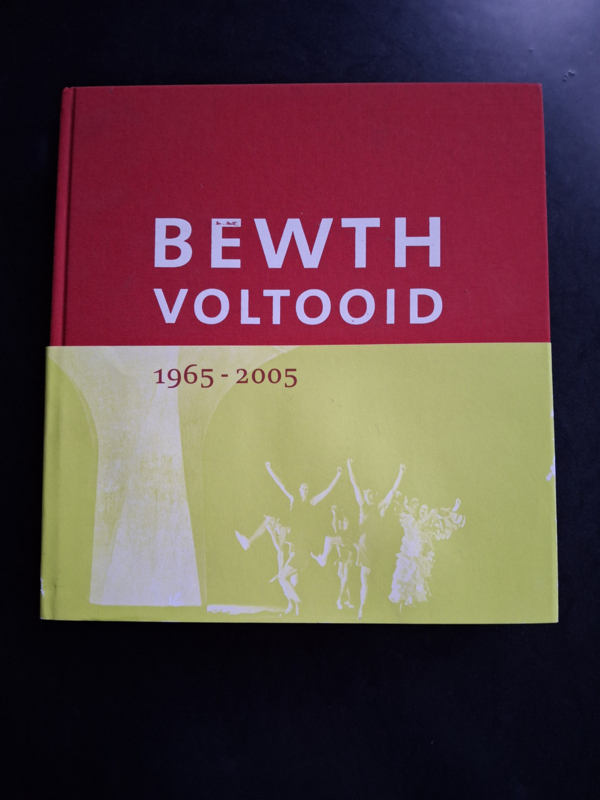 BEWTH
VOLTOOID
1965 - 2005